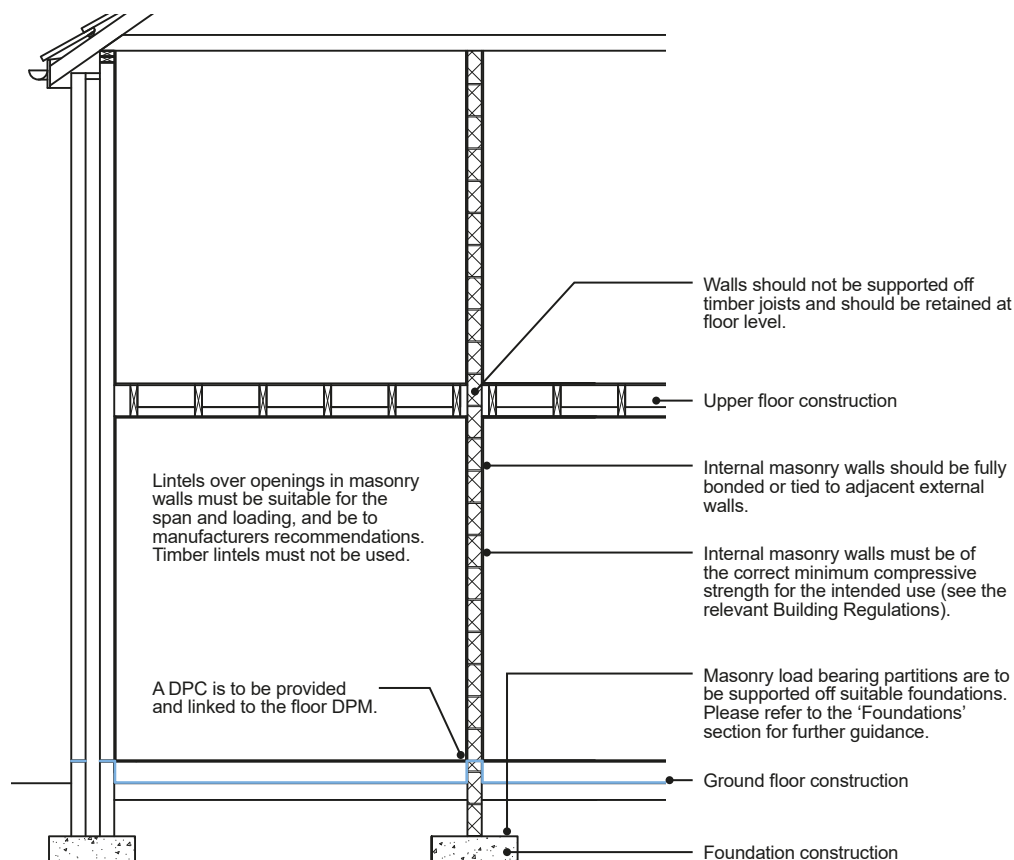 Walls should not be supported off
timber joists and should be retained at
floor level.
Upper floor construction
Lintels over openings in masonry
walls must be suitable for the
span and loading, and be to
manufacturers recommendations.
Timber lintels must not be used.
Internal masonry walls should be fully
bonded or tied to adjacent external
walls.
Internal masonry walls must be of
the correct minimum compressive
strength for the intended use (see the
relevant Building Regulations).
A DPC is to be provided
and linked to the floor DPM.
Masonry load bearing partitions are to
be supported off suitable foundations.
Please refer to the ‘Foundations’
section for further guidance.
Ground floor construction
Foundation construction